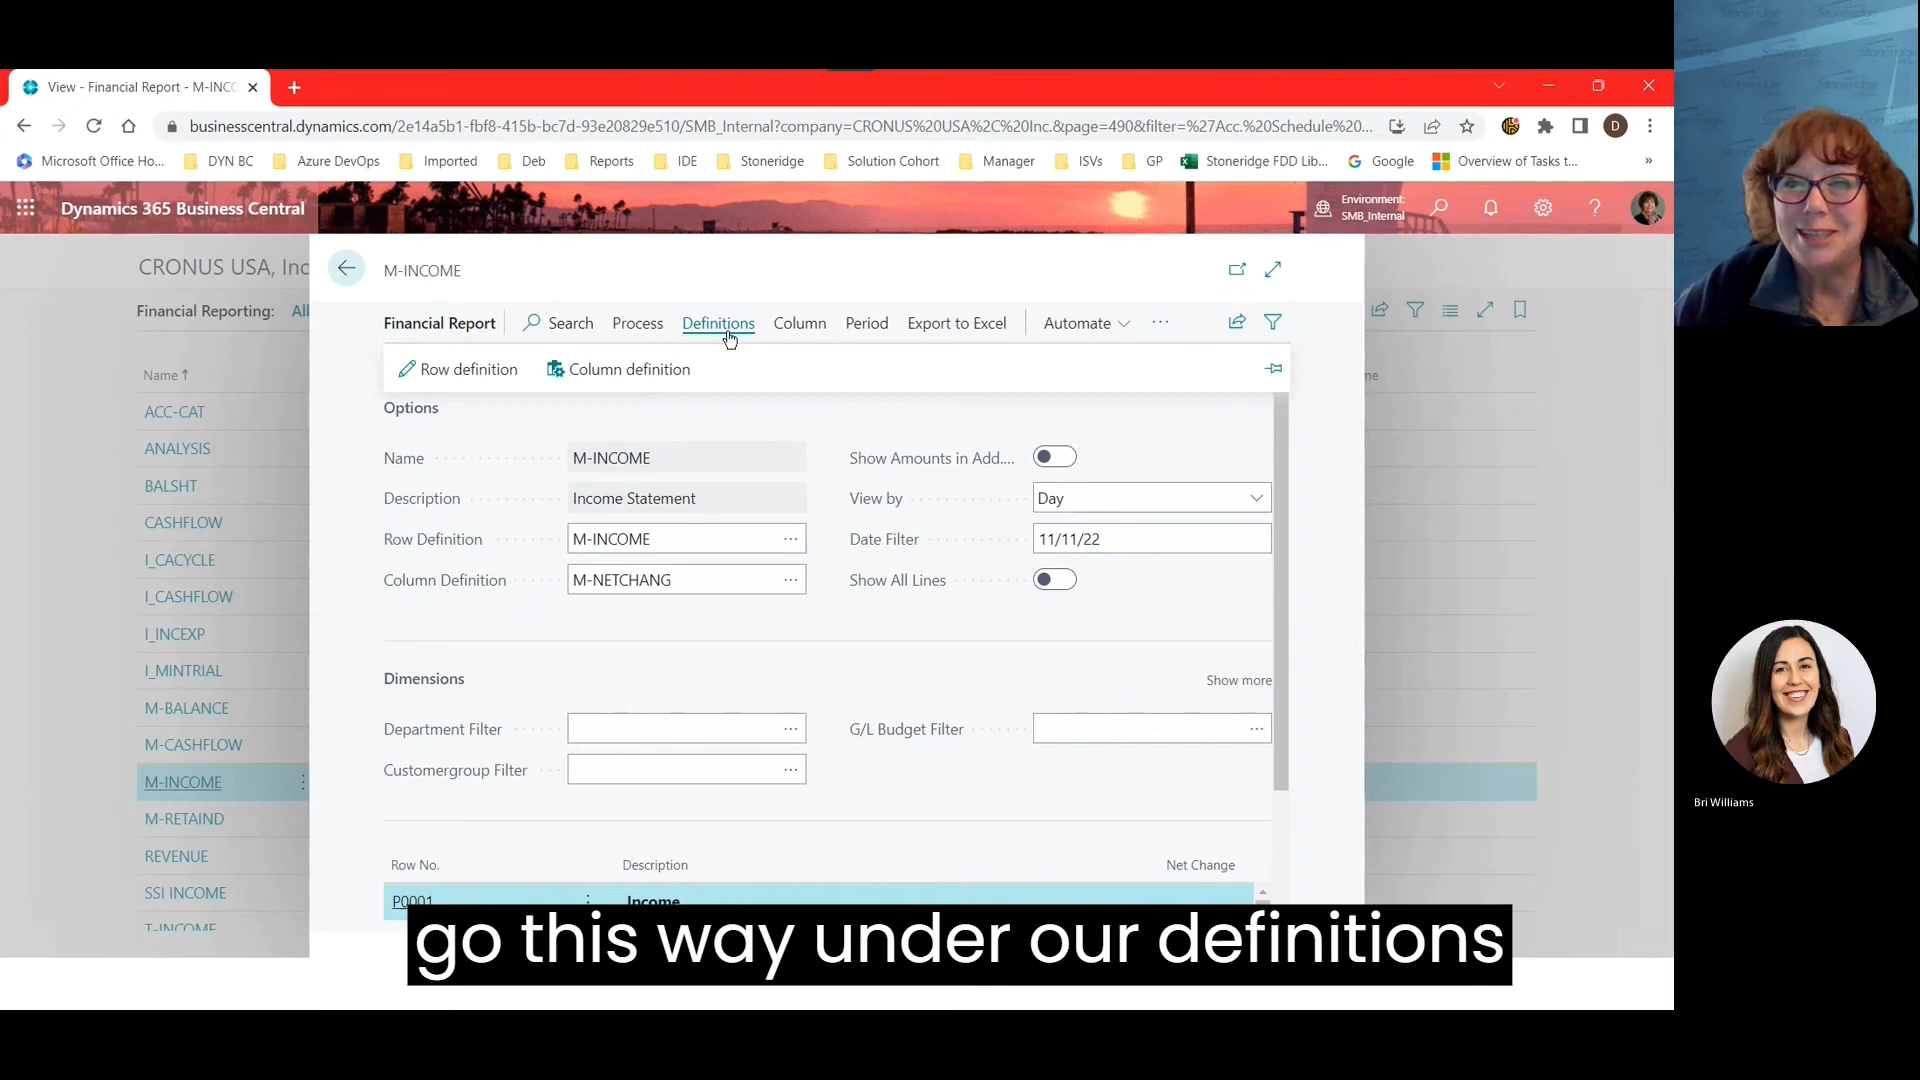 View - Financial Report - M-INCO
businesscentral.dynamics.com/2e14a5b1-fbf8-415b-bc7d-93e20829e510/SMB_Internal?company=CRONUS%20USA%2C%20Inc.&page=490&filter=%27Acc.%20Schedule%20...
D
Microsoft Office Ho... DYN BC Azure DevOps Imported Deb Reports IDE Stoneridge Solution Cohort Manager ISVs GP Stoneridge FDD Lib... Google Overview of Tasks t... »
Dynamics 365 Business Central
Environment:
SMB_Internal
CRONUS USA, Inc
M-INCOME
Financial Reporting: All
Financial Report Search Process Definitions Column Period Export to Excel Automate ...
Row definition Column definition
Name ↑
me
Options
ACC-CAT
ANALYSIS
BALSHT
CASHFLOW
I_CACYCLE
I_CASHFLOW
I_INCEXP
I_MINTRIAL
M-BALANCE
M-CASHFLOW
M-INCOME
M-RETAIND
REVENUE
SSI INCOME
T-INCOME
Name M-INCOME
Description Income Statement
Row Definition M-INCOME ...
Column Definition M-NETCHANG ...
Show Amounts in Add....
View by Day
Date Filter 11/11/22
Show All Lines
Dimensions Show more
Department Filter ...
Customergroup Filter ...
G/L Budget Filter ...
Row No. Description Net Change
P0001 Income
go this way under our definitions
Bri Williams